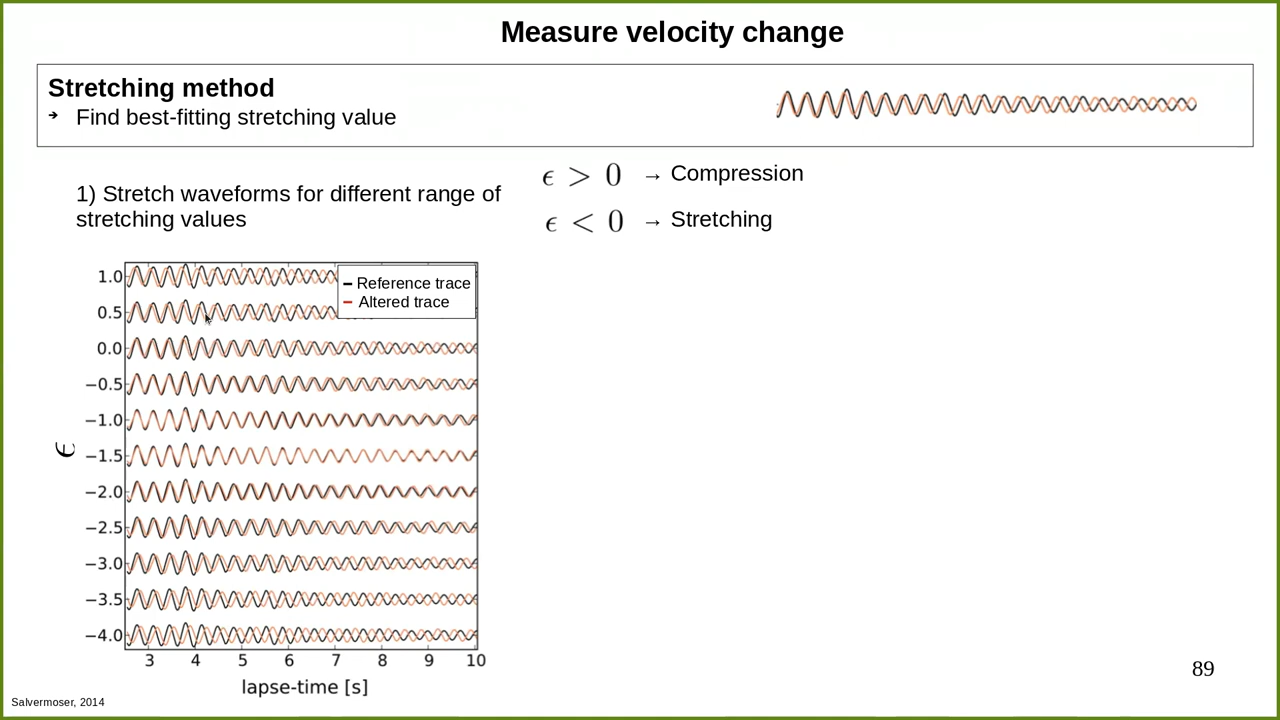 Measure velocity change
Stretching method
➔ Find best-fitting stretching value
1) Stretch waveforms for different range of
stretching values
ϵ > 0 → Compression
ϵ < 0 → Stretching
Reference trace
Altered trace
1.0
0.5
0.0
−0.5
−1.0
−1.5
−2.0
−2.5
−3.0
−3.5
−4.0
ϵ
3 4 5 6 7 8 9 10
lapse-time [s]
89
Salvermoser, 2014